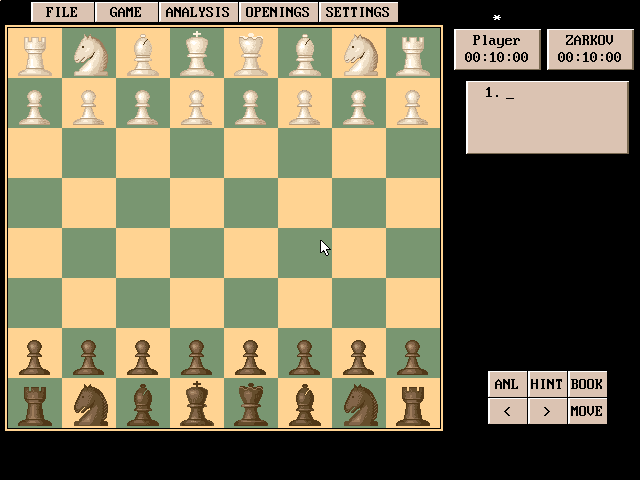 FILE GAME ANALYSIS OPENINGS SETTINGS
*
Player ZARKOV
00:10:00 00:10:00
1. _
ANL HINT BOOK
< > MOVE